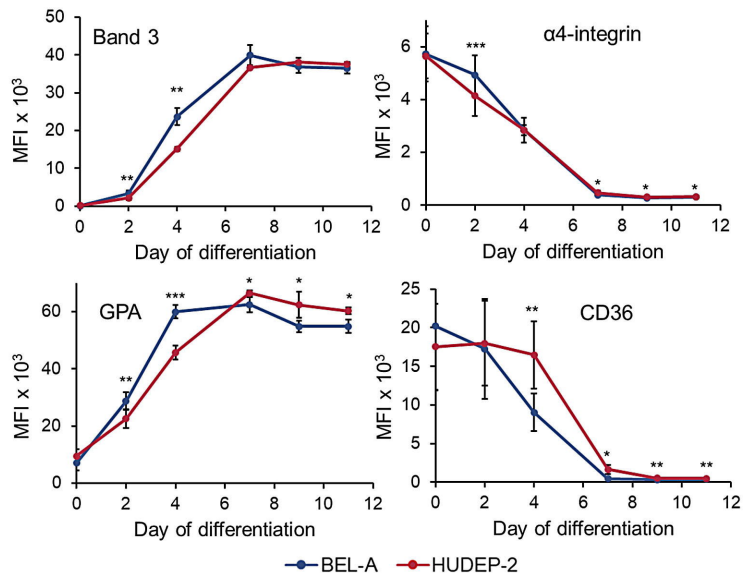 Band 3
MFI x 10³
50
40
30
20
10
0
**
**
0 2 4 6 8 10 12
Day of differentiation
α4-integrin
MFI x 10³
8
6
4
2
0
***
* * *
0 2 4 6 8 10 12
Day of differentiation
GPA
MFI x 10³
60
40
20
0
**
***
* * *
0 2 4 6 8 10 12
Day of differentiation
CD36
MFI x 10³
25
20
15
10
5
0
**
* ** **
0 2 4 6 8 10 12
Day of differentiation
BEL-A HUDEP-2